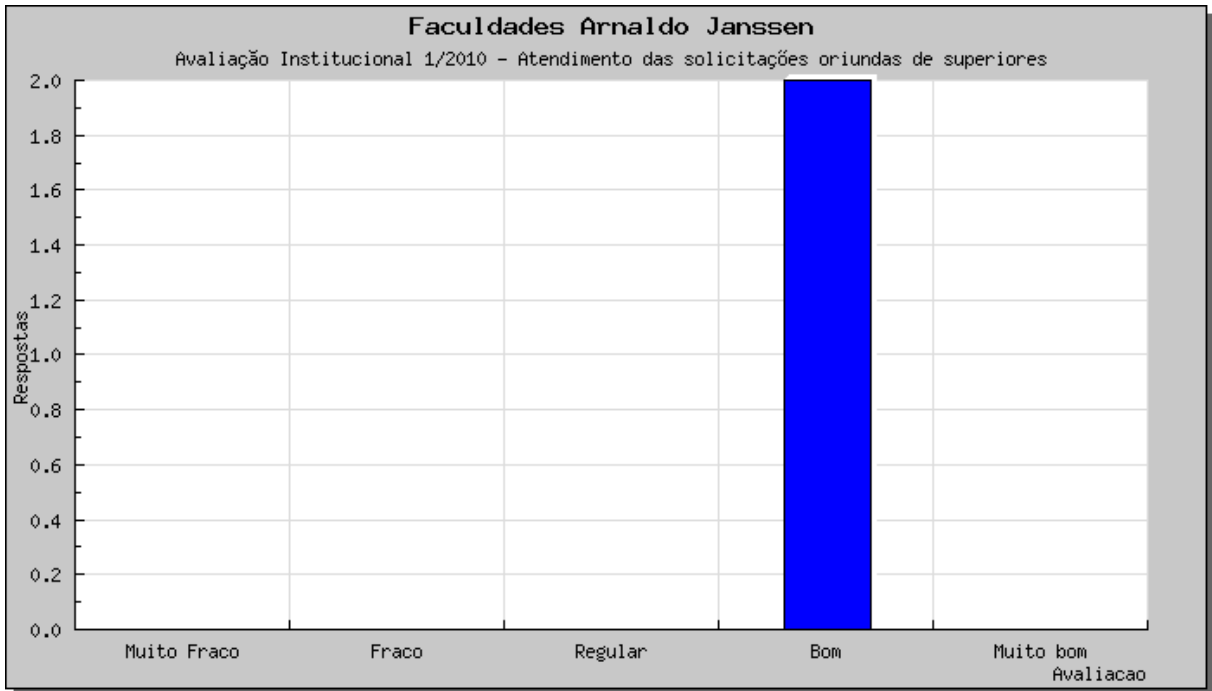 Faculdades Arnaldo Janssen
Avaliação Institucional 1/2010 - Atendimento das solicitações oriundas de superiores
2.0
1.8
1.6
1.4
1.2
1.0
0.8
0.6
0.4
0.2
0.0
Respostas
Muito Fraco Fraco Regular Bom Muito bom
Avaliacao